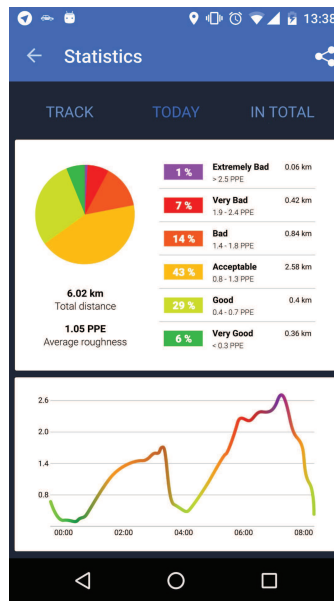 13:38
Statistics
TRACK TODAY IN TOTAL
1 % Extremely Bad 0.06 km
> 2.5 PPE
7 % Very Bad 0.42 km
1.9 - 2.4 PPE
14 % Bad 0.84 km
1.4 - 1.8 PPE
43 % Acceptable 2.58 km
0.8 - 1.3 PPE
29 % Good 0.4 km
0.4 - 0.7 PPE
6 % Very Good 0.36 km
< 0.3 PPE
6.02 km
Total distance
1.05 PPE
Average roughness
2.6
2.0
1.4
0.8
00:00 02:00 04:00 06:00 08:00